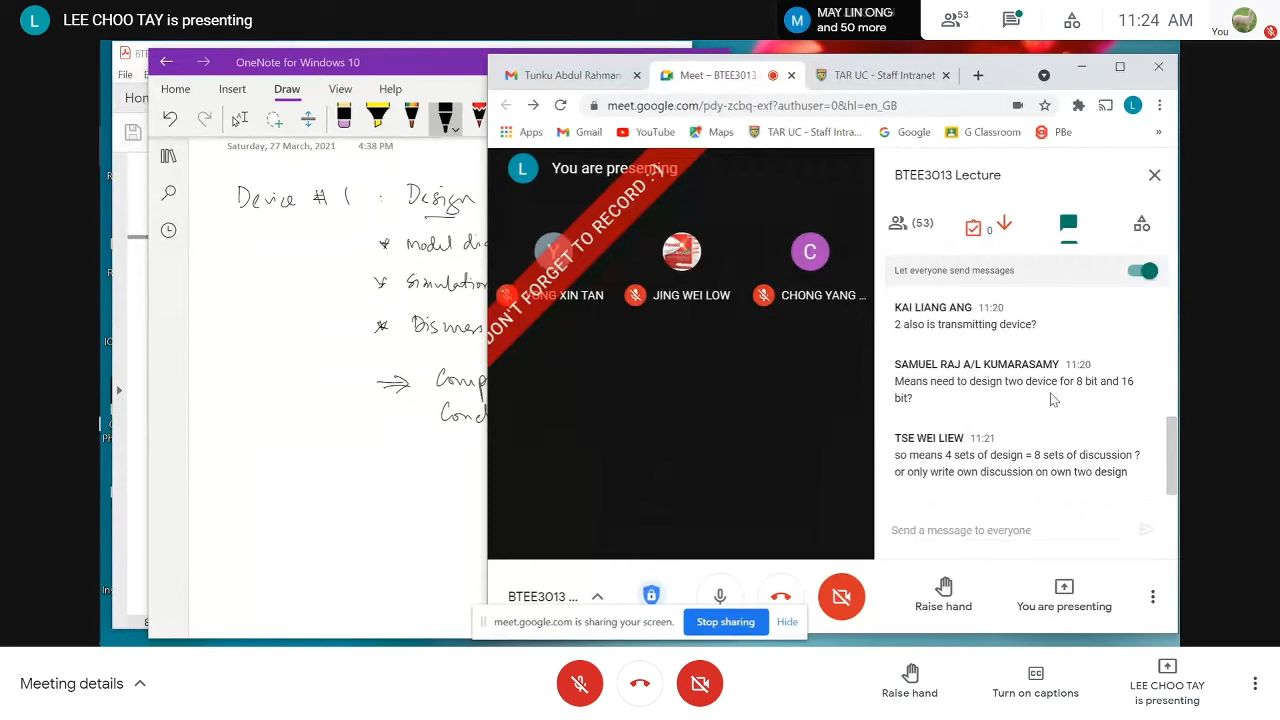 L LEE CHOO TAY is presenting
M MAY LIN ONG
and 50 more
53
11:24 AM
You
BTE
File
Hom
OneNote for Windows 10
Home Insert Draw View Help
Saturday, 27 March, 2021 4:38 PM
Device # 1 : Design
* model
* Simulation
*
⇒
Tunku Abdul Rahman
Meet – BTEE3013
TAR UC - Staff Intranet
meet.google.com/pdy-zcbq-exf?authuser=0&hl=en_GB
L
Apps Gmail YouTube Maps TAR UC - Staff Intra... Google G Classroom PBe »
L You are presenting
DON'T FORGET TO RECORD :-)
Y C
YONG XIN TAN JING WEI LOW CHONG YANG ...
BTEE3013 Lecture
(53) 0
Let everyone send messages
KAI LIANG ANG 11:20
2 also is transmitting device?
SAMUEL RAJ A/L KUMARASAMY 11:20
Means need to design two device for 8 bit and 16
bit?
TSE WEI LIEW 11:21
so means 4 sets of design = 8 sets of discussion ?
or only write own discussion on own two design
Send a message to everyone
BTEE3013 ...
Raise hand
You are presenting
meet.google.com is sharing your screen. Stop sharing Hide
Meeting details
Raise hand
Turn on captions
LEE CHOO TAY
is presenting